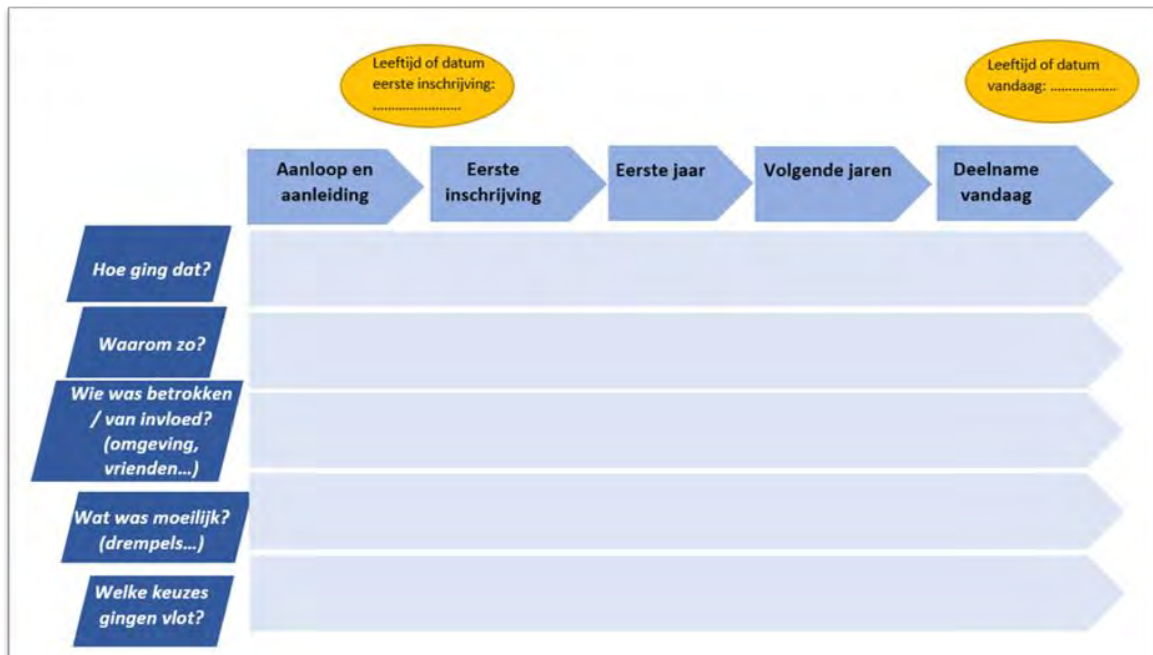 Leeftijd of datum
eerste inschrijving:
........................
Leeftijd of datum
vandaag: ..................
Aanloop en
aanleiding
Eerste
inschrijving
Eerste jaar
Volgende jaren
Deelname
vandaag
Hoe ging dat?
Waarom zo?
Wie was betrokken
/ van invloed?
(omgeving,
vrienden…)
Wat was moeilijk?
(drempels…)
Welke keuzes
gingen vlot?